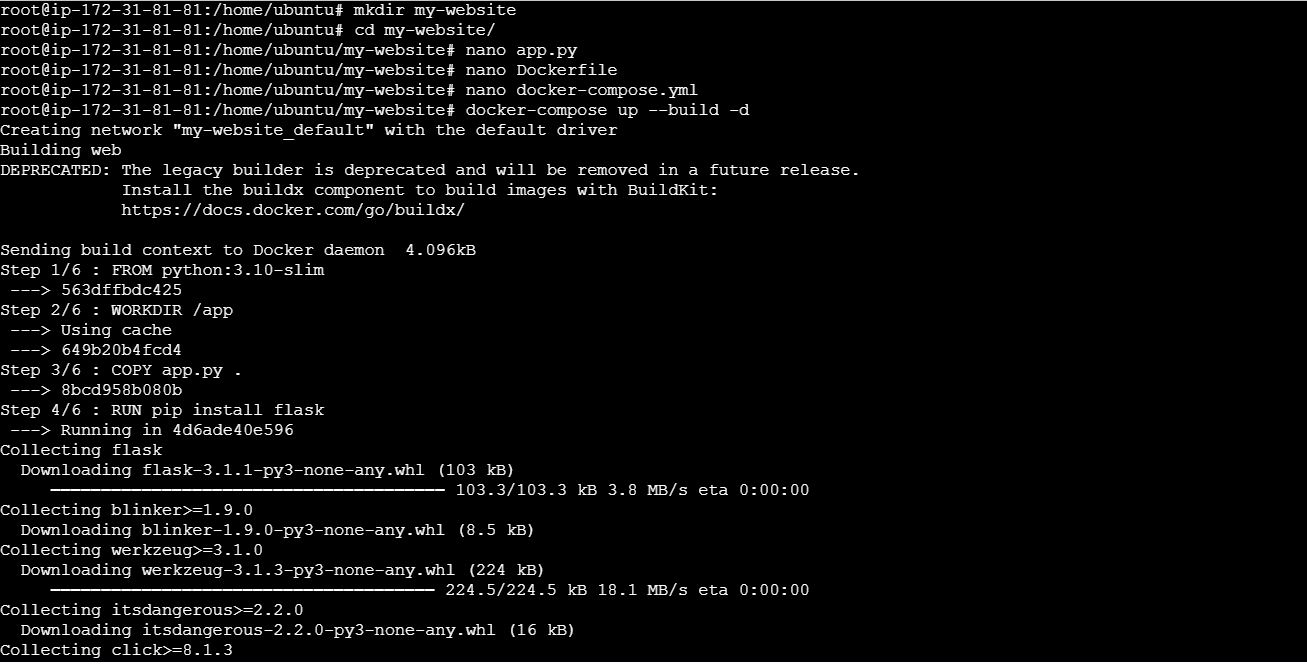 root@ip-172-31-81-81:/home/ubuntu# mkdir my-website
root@ip-172-31-81-81:/home/ubuntu# cd my-website/
root@ip-172-31-81-81:/home/ubuntu/my-website# nano app.py
root@ip-172-31-81-81:/home/ubuntu/my-website# nano Dockerfile
root@ip-172-31-81-81:/home/ubuntu/my-website# nano docker-compose.yml
root@ip-172-31-81-81:/home/ubuntu/my-website# docker-compose up --build -d
Creating network "my-website_default" with the default driver
Building web
DEPRECATED: The legacy builder is deprecated and will be removed in a future release.
            Install the buildx component to build images with BuildKit:
            https://docs.docker.com/go/buildx/

Sending build context to Docker daemon  4.096kB
Step 1/6 : FROM python:3.10-slim
 ---> 563dffbdc425
Step 2/6 : WORKDIR /app
 ---> Using cache
 ---> 649b20b4fcd4
Step 3/6 : COPY app.py .
 ---> 8bcd958b080b
Step 4/6 : RUN pip install flask
 ---> Running in 4d6ade40e596
Collecting flask
  Downloading flask-3.1.1-py3-none-any.whl (103 kB)
     ━━━━━━━━━━━━━━━━━━━━━━━━━━━━━━━━━━━━━━━ 103.3/103.3 kB 3.8 MB/s eta 0:00:00
Collecting blinker>=1.9.0
  Downloading blinker-1.9.0-py3-none-any.whl (8.5 kB)
Collecting werkzeug>=3.1.0
  Downloading werkzeug-3.1.3-py3-none-any.whl (224 kB)
     ━━━━━━━━━━━━━━━━━━━━━━━━━━━━━━━━━━━━━━ 224.5/224.5 kB 18.1 MB/s eta 0:00:00
Collecting itsdangerous>=2.2.0
  Downloading itsdangerous-2.2.0-py3-none-any.whl (16 kB)
Collecting click>=8.1.3